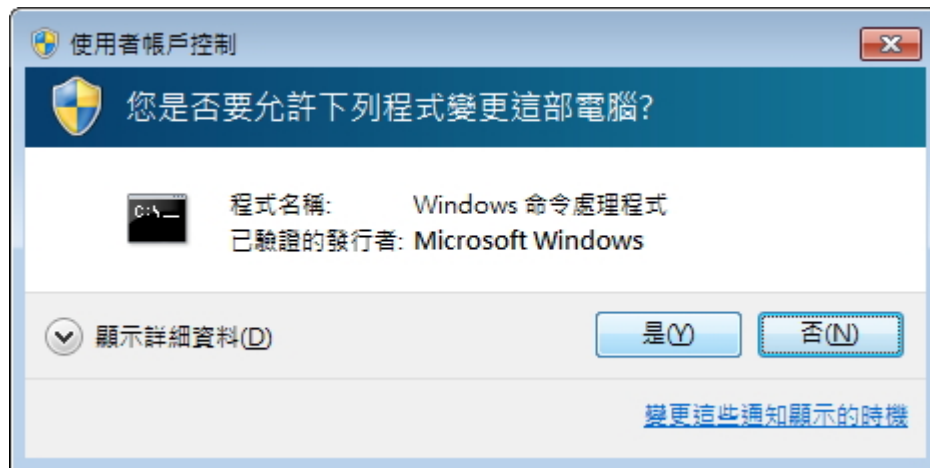 使用者帳戶控制
您是否要允許下列程式變更這部電腦?
C:\_
程式名稱: Windows 命令處理程式
已驗證的發行者: Microsoft Windows
顯示詳細資料(D)
是(Y)
否(N)
變更這些通知顯示的時機